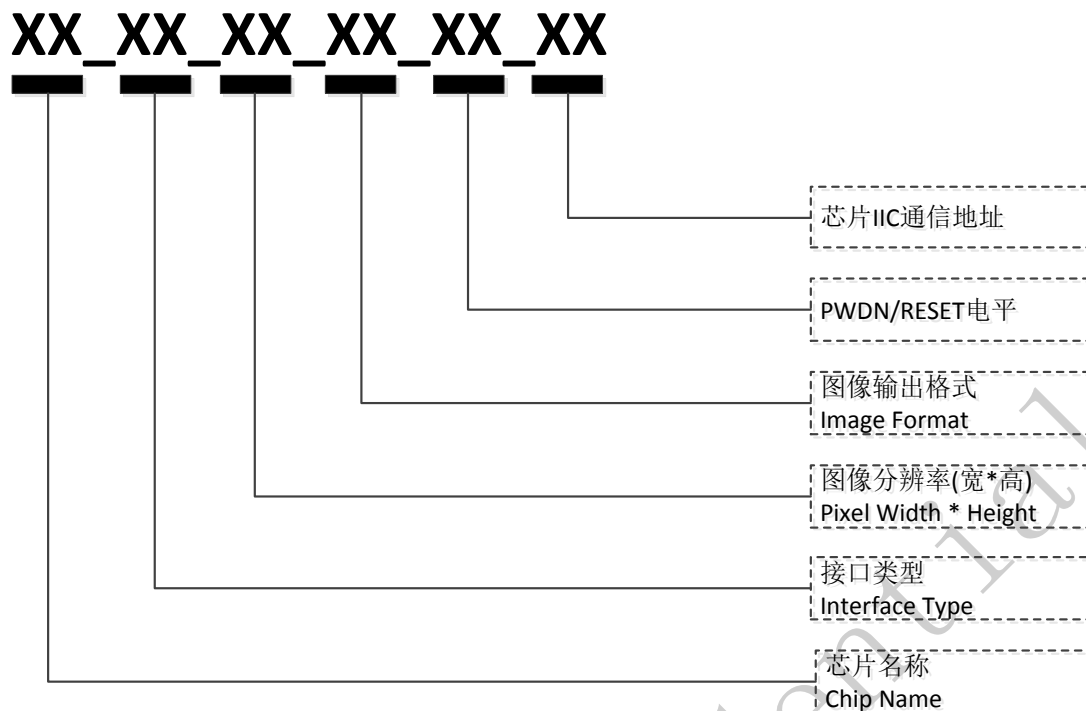 XX_XX_XX_XX_XX_XX
芯片IIC通信地址
PWDN/RESET电平
图像输出格式
Image Format
图像分辨率(宽*高)
Pixel Width * Height
接口类型
Interface Type
芯片名称
Chip Name
ential